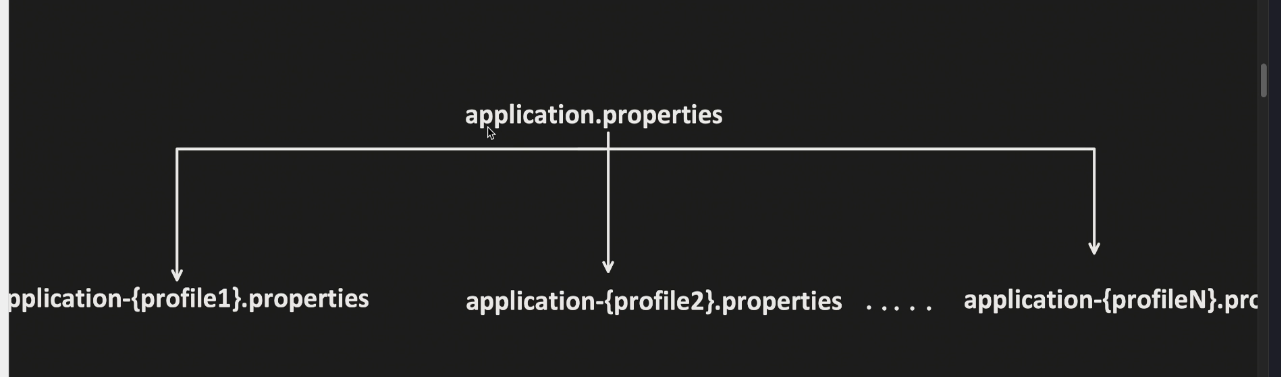 application.properties
pplication-{profile1}.properties
application-{profile2}.properties ..... application-{profileN}.pro